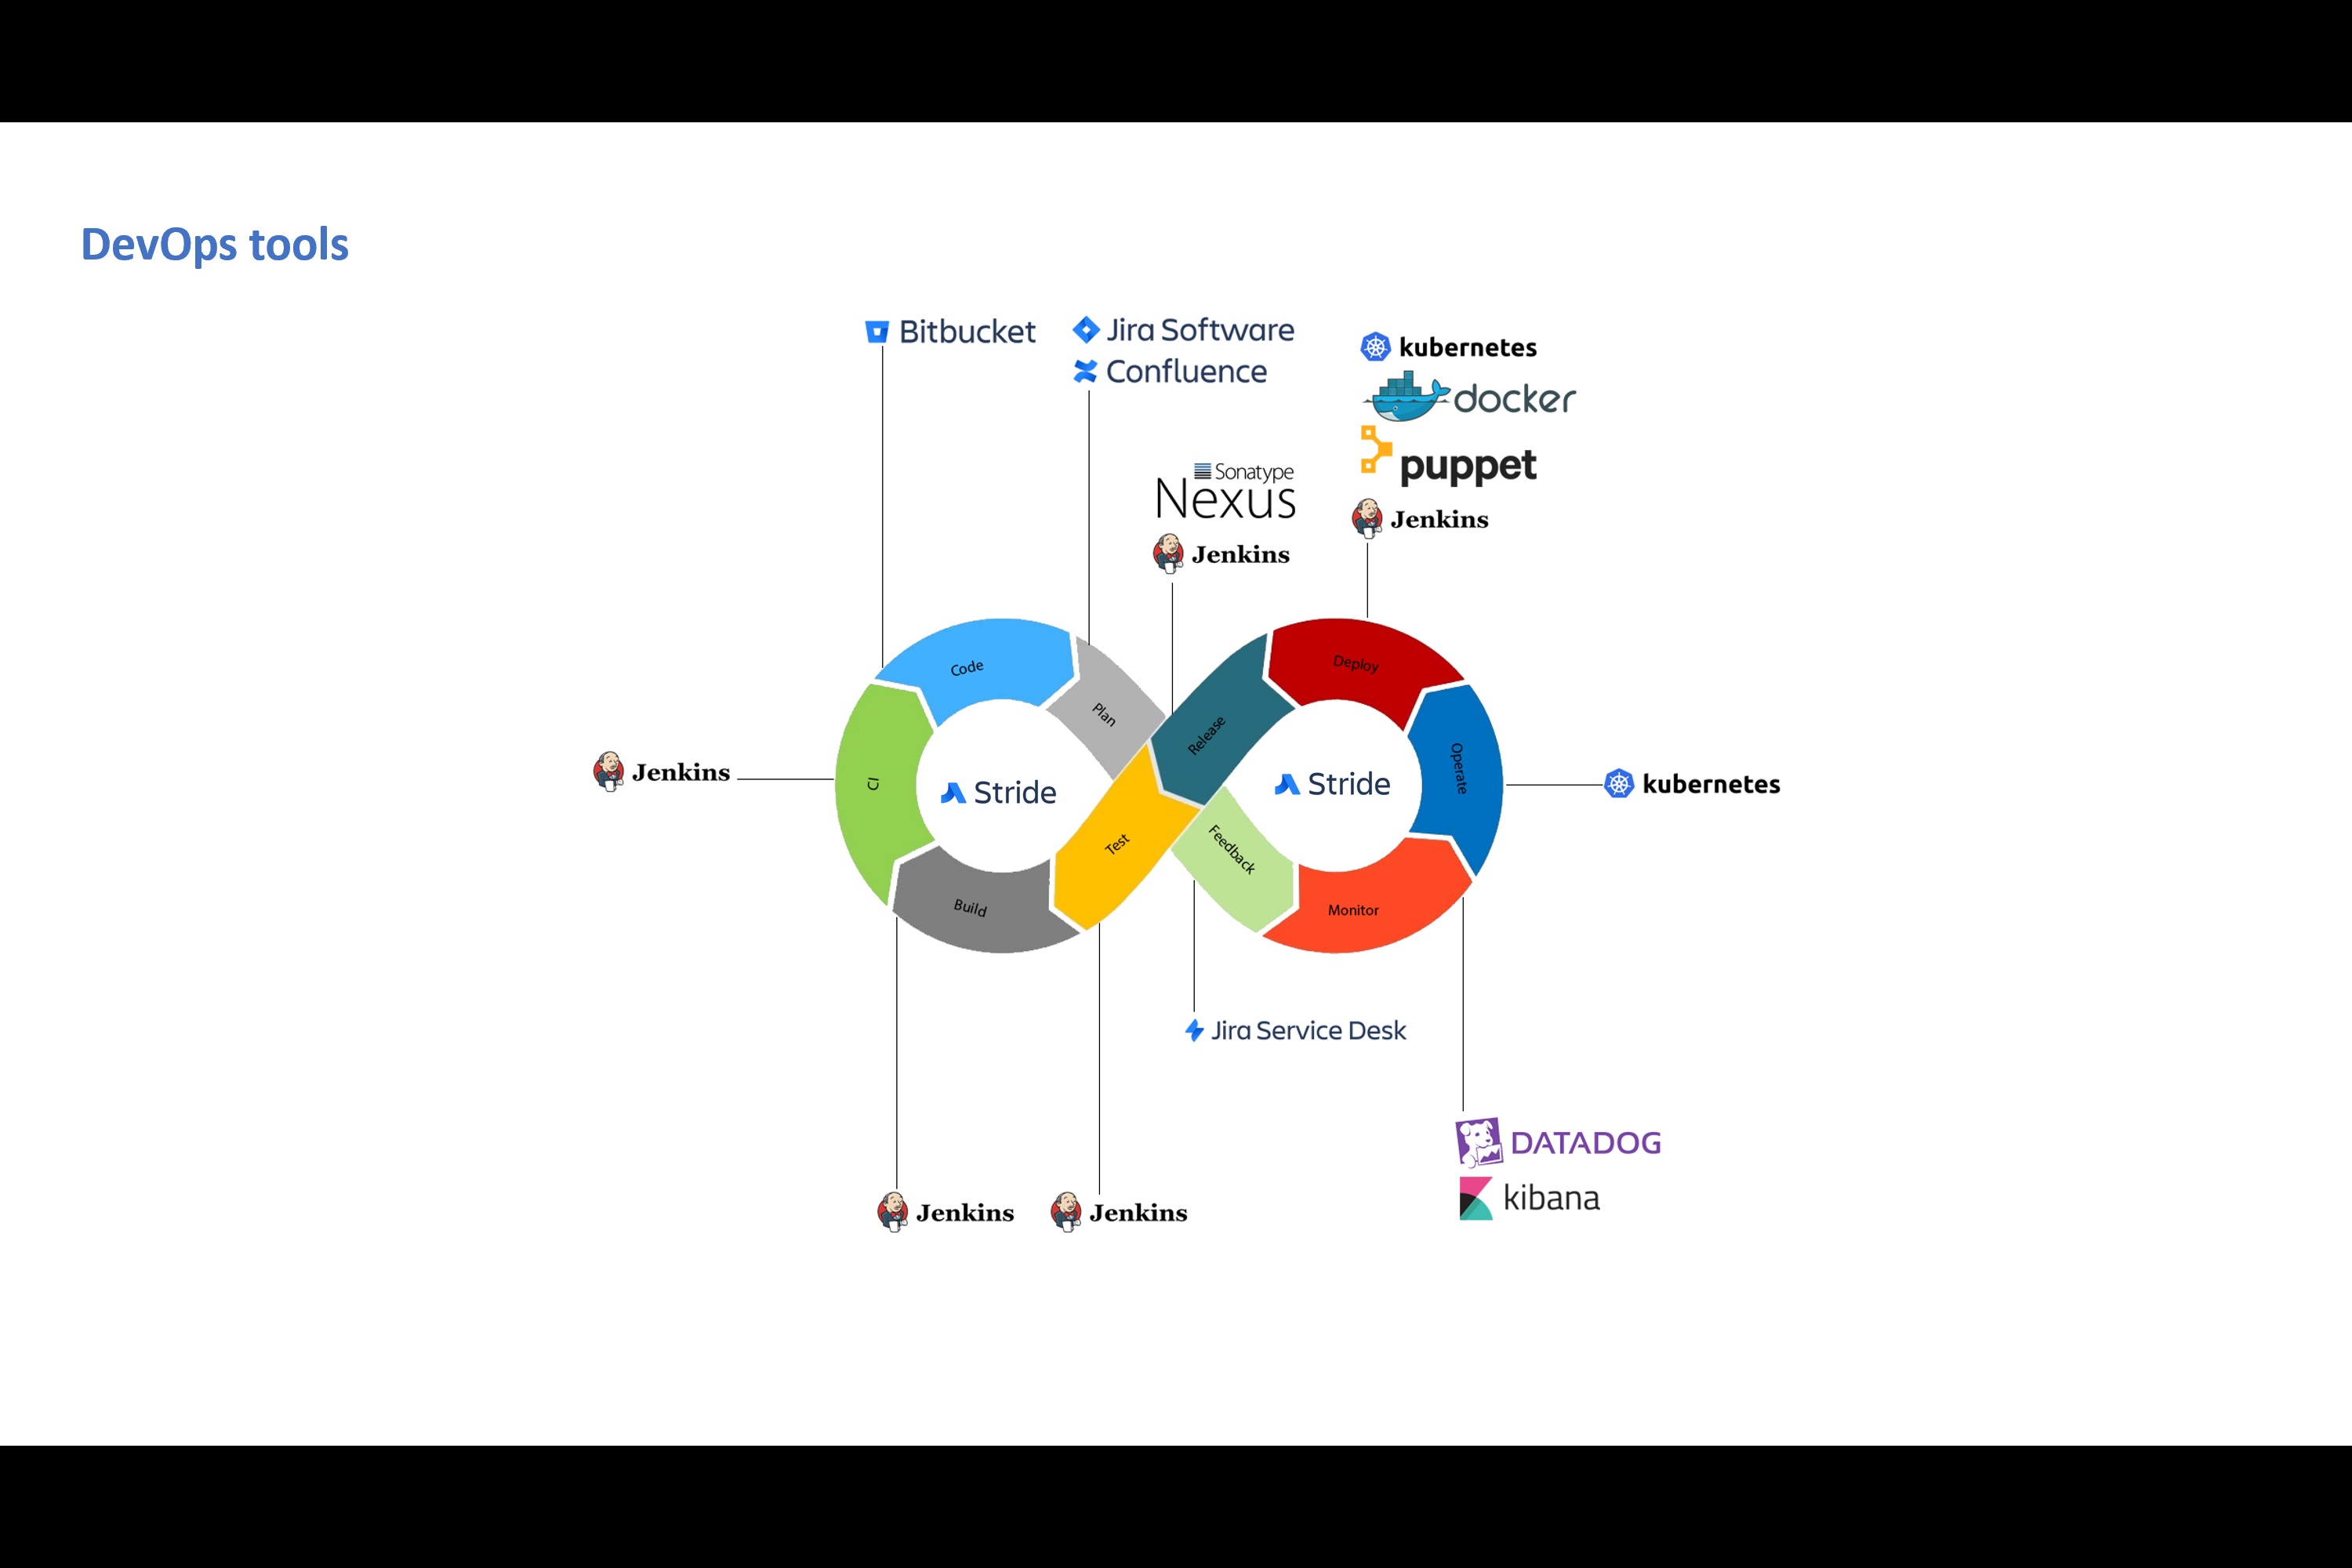 DevOps tools
Bitbucket
Jira Software
Confluence
kubernetes
docker
puppet
Jenkins
Sonatype
Nexus
Jenkins
Code
Plan
Release
Deploy
Operate
CI
Jenkins
Stride
Stride
kubernetes
Test
Feedback
Build
Monitor
Jira Service Desk
DATADOG
kibana
Jenkins
Jenkins